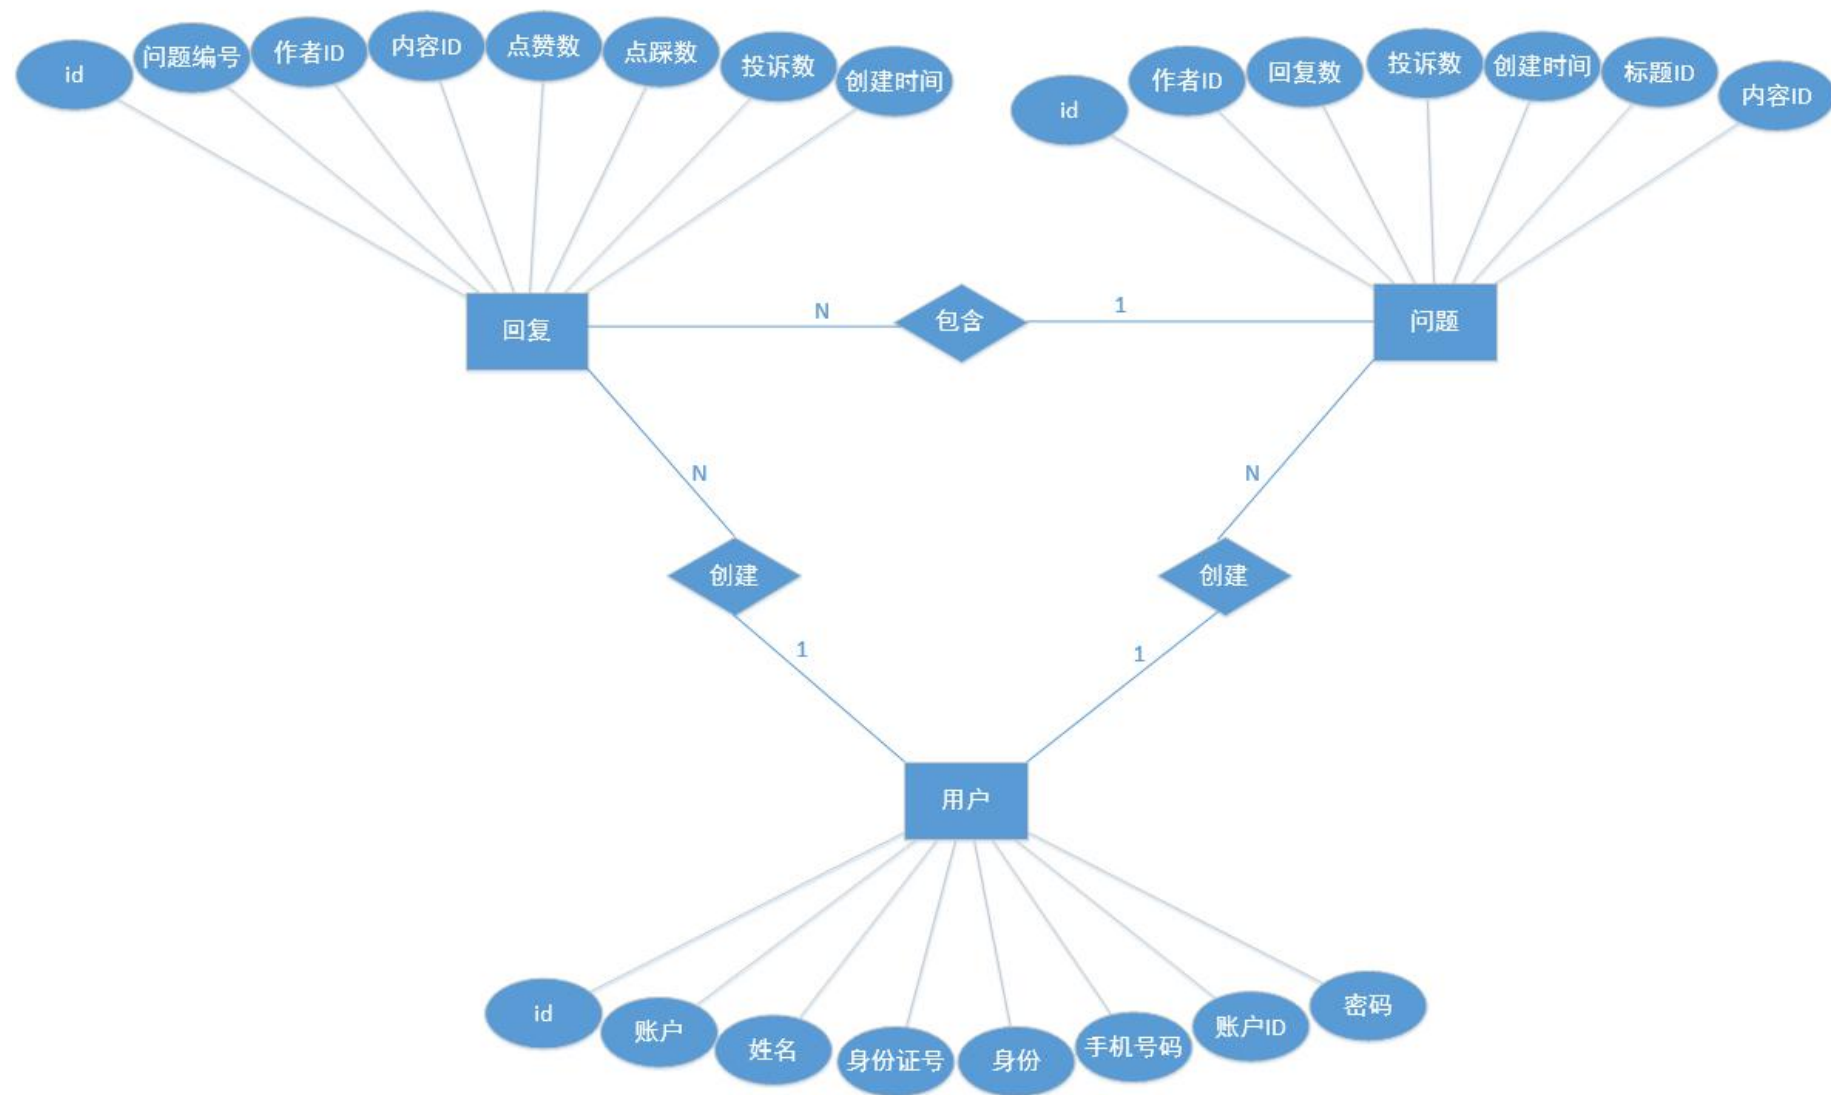 id
问题编号
作者ID
内容ID
点赞数
点踩数
投诉数
创建时间
id
作者ID
回复数
投诉数
创建时间
标题ID
内容ID
回复
N
包含
1
问题
N
N
创建
创建
1
1
用户
id
账户
姓名
身份证号
身份
手机号码
账户ID
密码